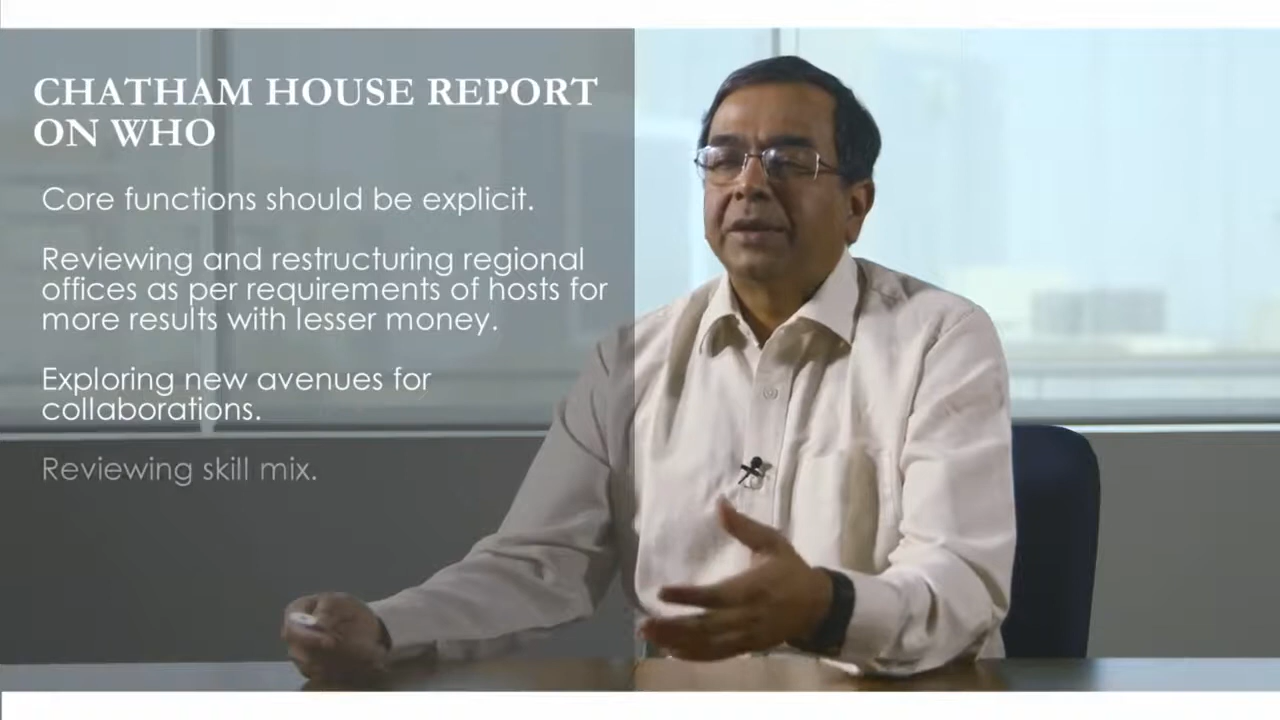 CHATHAM HOUSE REPORT
ON WHO
Core functions should be explicit.
Reviewing and restructuring regional
offices as per requirements of hosts for
more results with lesser money.
Exploring new avenues for
collaborations.
Reviewing skill mix.